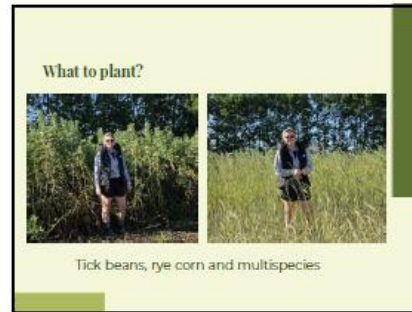 What to plant?
Tick beans, rye corn and multispecies